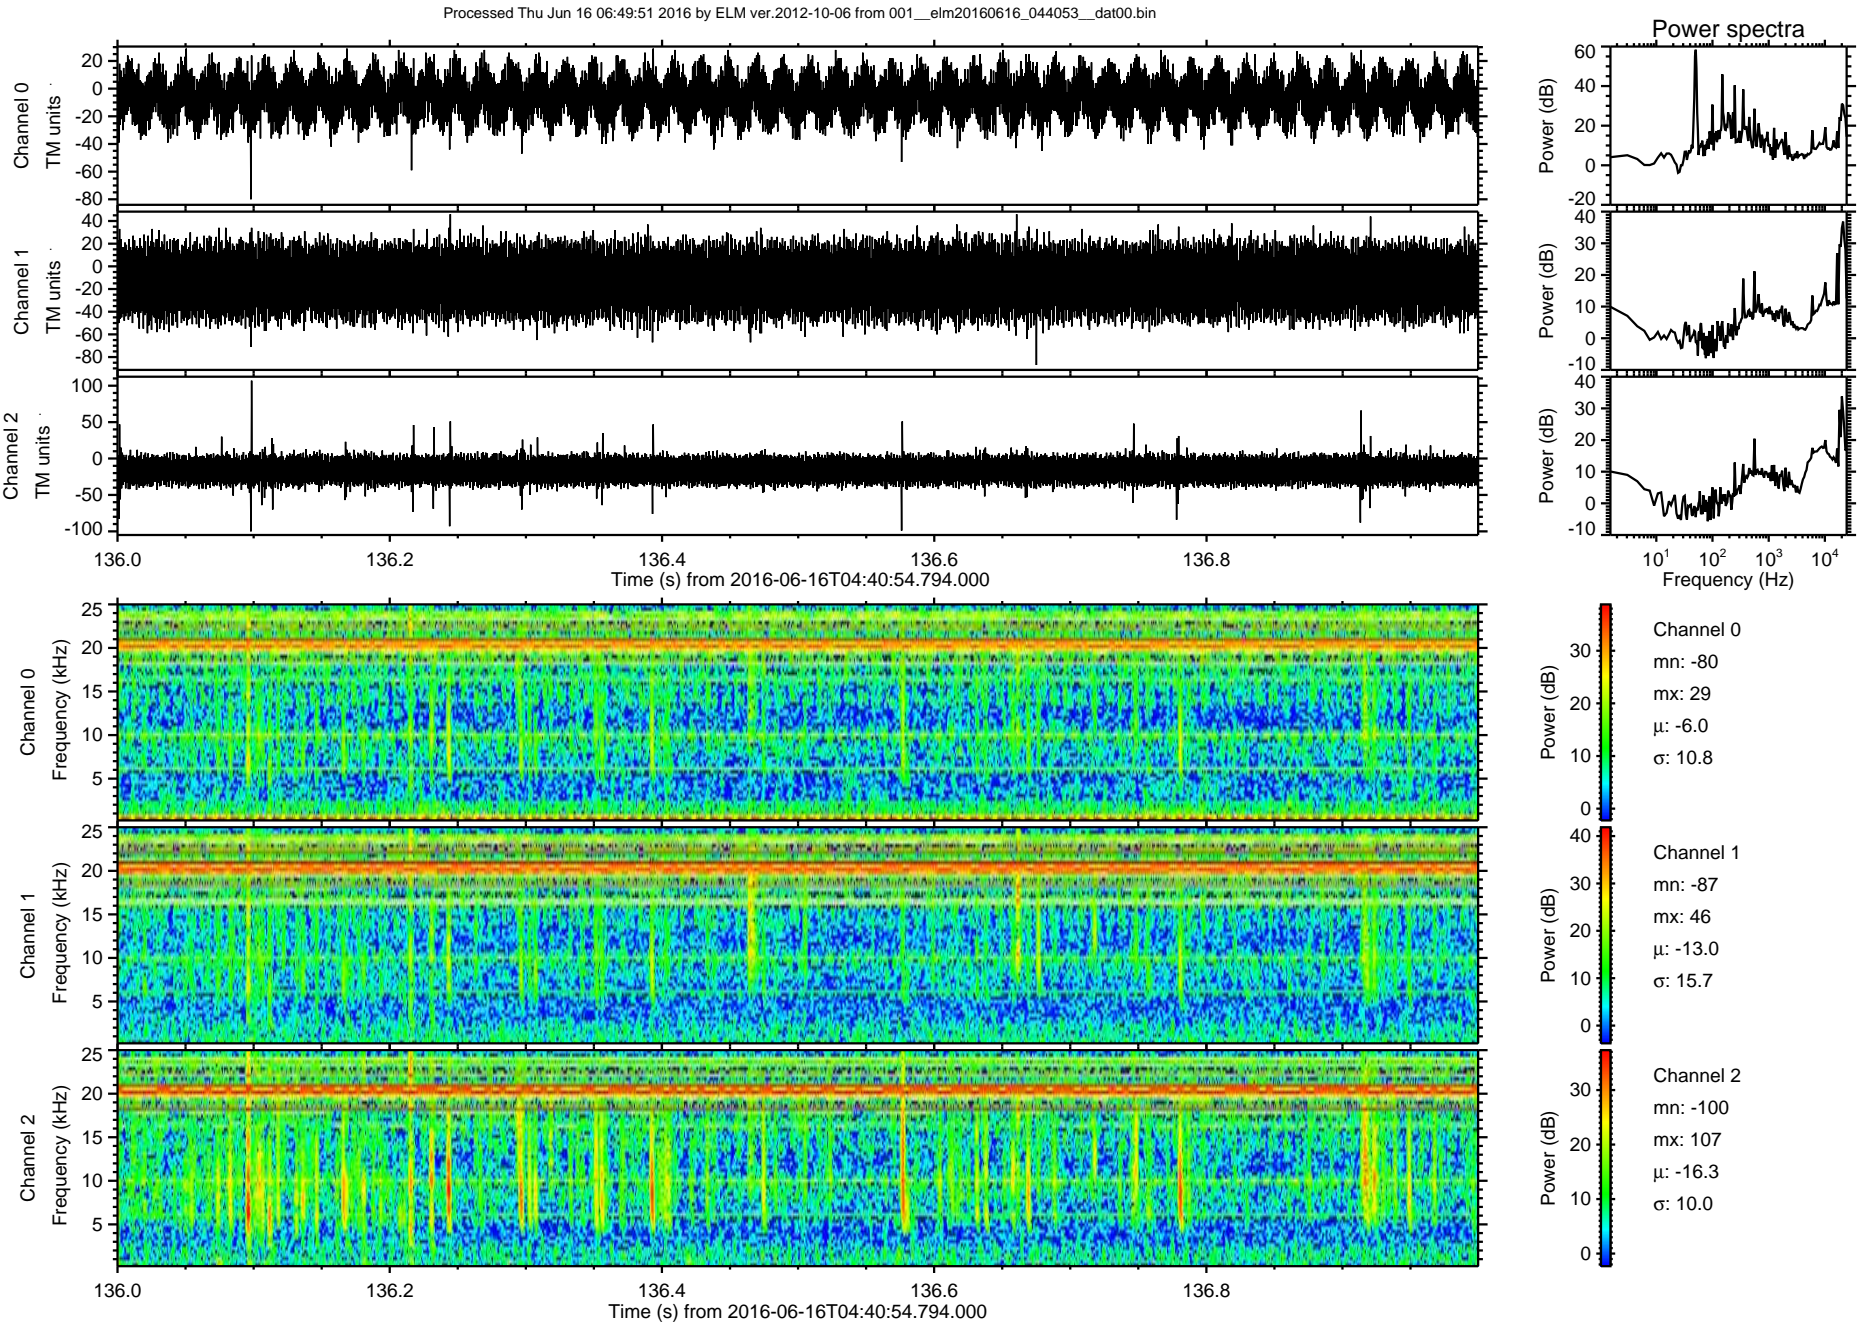 Processed Thu Jun 16 06:49:51 2016 by ELM ver.2012-10-06 from 001__elm20160616_044053__dat00.bin
Power spectra
Channel 0
TM units
20
0
-20
-40
-60
-80
Power (dB)
60
40
20
0
-20
Channel 1
TM units
40
20
0
-20
-40
-60
-80
Power (dB)
40
30
20
10
0
-10
Channel 2
TM units
100
50
0
-50
-100
Power (dB)
40
30
20
10
0
-10
136.0 136.2 136.4 136.6 136.8
Time (s) from 2016-06-16T04:40:54.794.000
10^1 10^2 10^3 10^4
Frequency (Hz)
Channel 0
Frequency (kHz)
25
20
15
10
5
Power (dB)
30
20
10
0
Channel 0
mn: -80
mx: 29
μ: -6.0
σ: 10.8
Channel 1
Frequency (kHz)
25
20
15
10
5
Power (dB)
40
30
20
10
0
Channel 1
mn: -87
mx: 46
μ: -13.0
σ: 15.7
Channel 2
Frequency (kHz)
25
20
15
10
5
Power (dB)
30
20
10
0
Channel 2
mn: -100
mx: 107
μ: -16.3
σ: 10.0
136.0 136.2 136.4 136.6 136.8
Time (s) from 2016-06-16T04:40:54.794.000